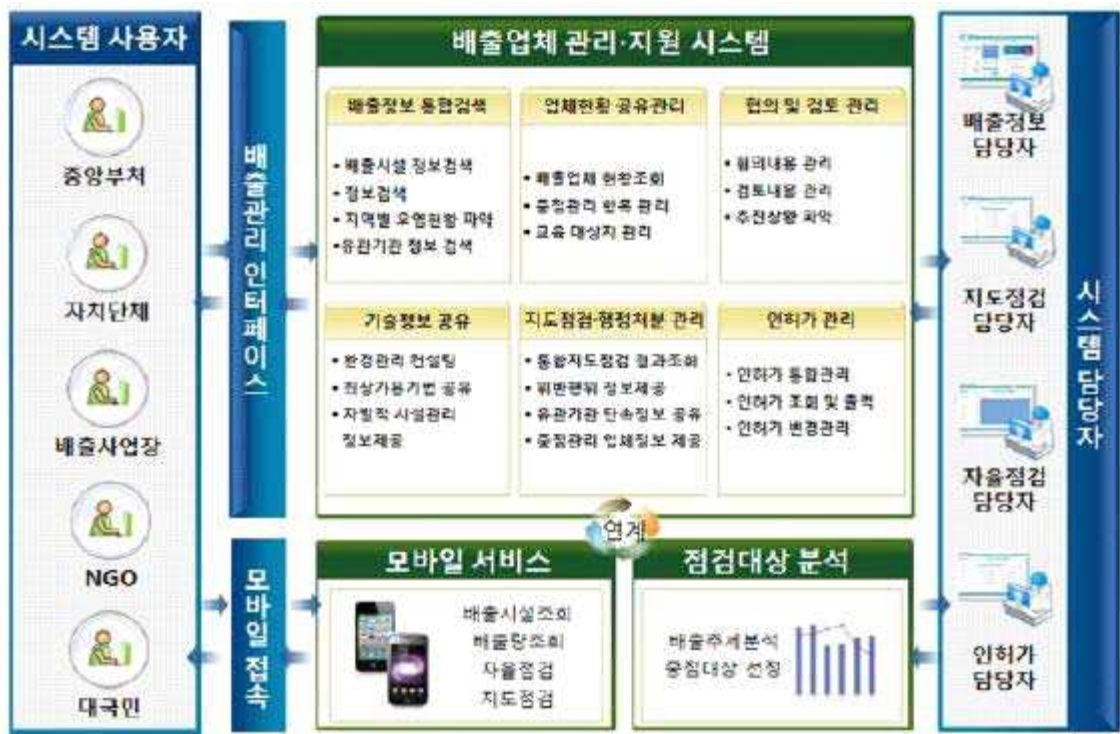 시스템 사용자
중앙부처
자치단체
배출사업장
NGO
대국민
배출관리 인터페이스
모바일 접속
배출업체 관리·지원 시스템
배출정보 통합검색
• 배출시설 정보검색
• 정보검색
• 지역별 오염현황 파악
• 유관기관 정보 검색
업체현황 공유관리
• 배출업체 현황조회
• 중점관리 항목 관리
• 교육 대상자 관리
협의 및 검토 관리
• 협의내용 관리
• 검토내용 관리
• 추진상황 파악
기술정보 공유
• 환경관리 컨설팅
• 최상가용기법 공유
• 자발적 시설관리
정보제공
지도점검·행정처분 관리
• 통합지도점검 결과조회
• 위반행위 정보제공
• 유관기관 단속정보 공유
• 중점관리 업체정보 제공
인허가 관리
• 인허가 통합관리
• 인허가 조회 및 출력
• 인허가 변경관리
연계
모바일 서비스
배출시설조회
배출량조회
자율점검
지도점검
점검대상 분석
배출추세분석
중점대상 선정
배출정보
담당자
지도점검
담당자
자율점검
담당자
인허가
담당자
시스템 담당자